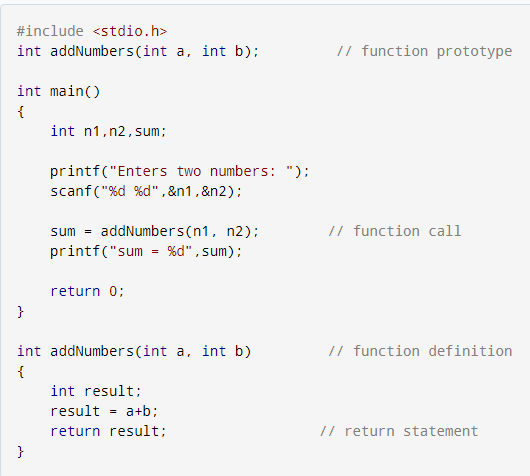 #include <stdio.h>
int addNumbers(int a, int b);         // function prototype
int main()
{
    int n1,n2,sum;
    printf("Enters two numbers: ");
    scanf("%d %d",&n1,&n2);
    sum = addNumbers(n1, n2);        // function call
    printf("sum = %d",sum);
    return 0;
}
int addNumbers(int a, int b)         // function definition
{
    int result;
    result = a+b;
    return result;                  // return statement
}